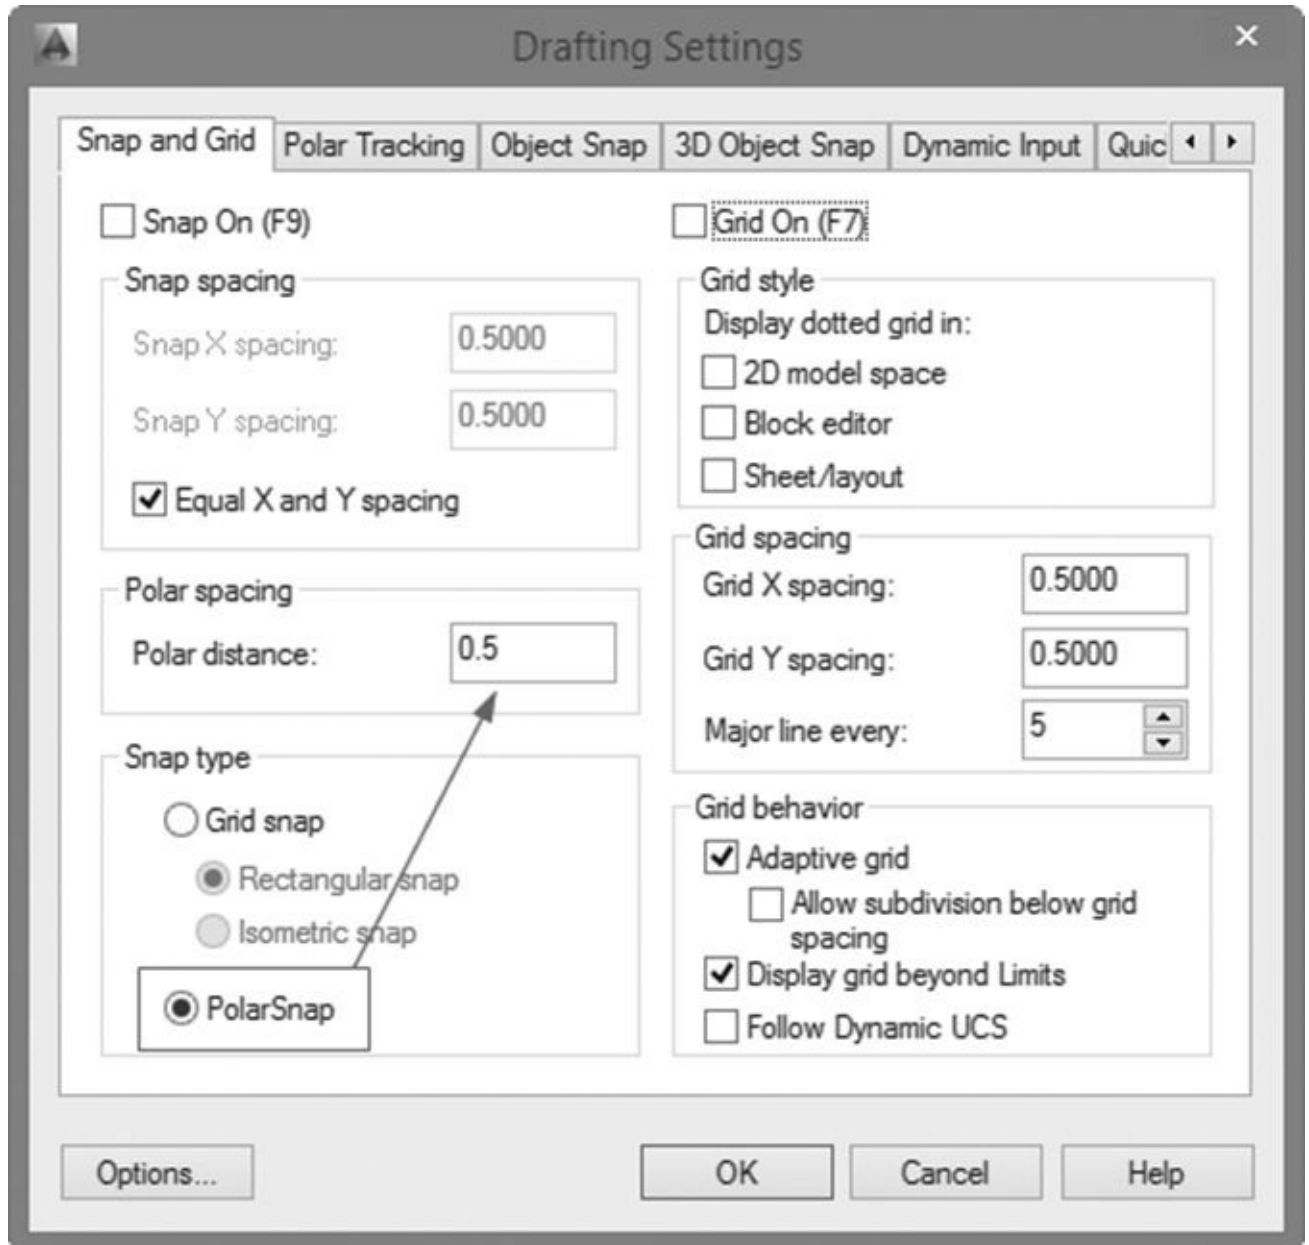 Drafting Settings
Snap and Grid
Polar Tracking
Object Snap
3D Object Snap
Dynamic Input
Quic
Snap On (F9)
Snap spacing
Snap X spacing:
0.5000
Snap Y spacing:
0.5000
Equal X and Y spacing
Polar spacing
Polar distance:
0.5
Snap type
Grid snap
Rectangular snap
Isometric snap
PolarSnap
Grid On (F7)
Grid style
Display dotted grid in:
2D model space
Block editor
Sheet/layout
Grid spacing
Grid X spacing:
0.5000
Grid Y spacing:
0.5000
Major line every:
5
Grid behavior
Adaptive grid
Allow subdivision below grid
spacing
Display grid beyond Limits
Follow Dynamic UCS
Options...
OK
Cancel
Help